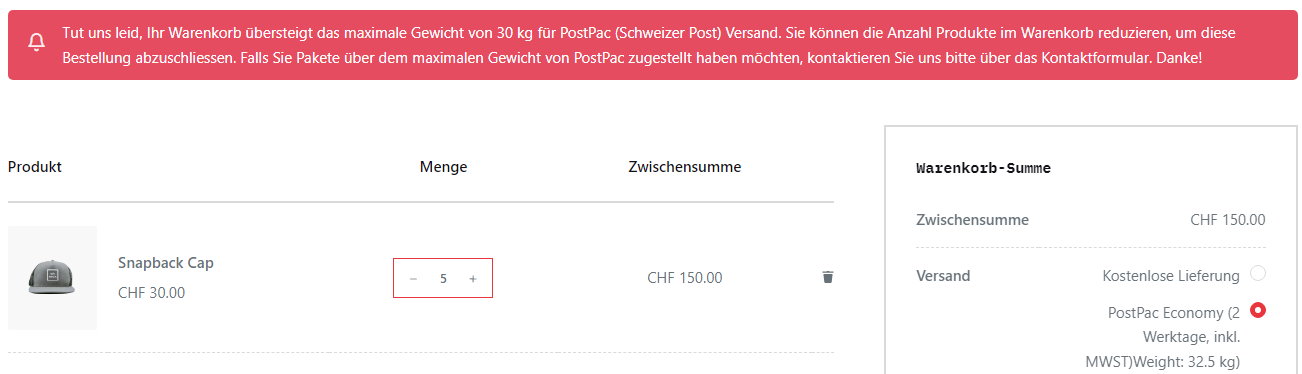 Tut uns leid, Ihr Warenkorb übersteigt das maximale Gewicht von 30 kg für PostPac (Schweizer Post) Versand. Sie können die Anzahl Produkte im Warenkorb reduzieren, um diese
Bestellung abzuschliessen. Falls Sie Pakete über dem maximalen Gewicht von PostPac zugestellt haben möchten, kontaktieren Sie uns bitte über das Kontaktformular. Danke!
Produkt
Menge
Zwischensumme
Snapback Cap
CHF 30.00
− 5 +
CHF 150.00
Warenkorb-Summe
Zwischensumme
CHF 150.00
Versand
Kostenlose Lieferung
PostPac Economy (2
Werktage, inkl.
MWST)Weight: 32.5 kg)